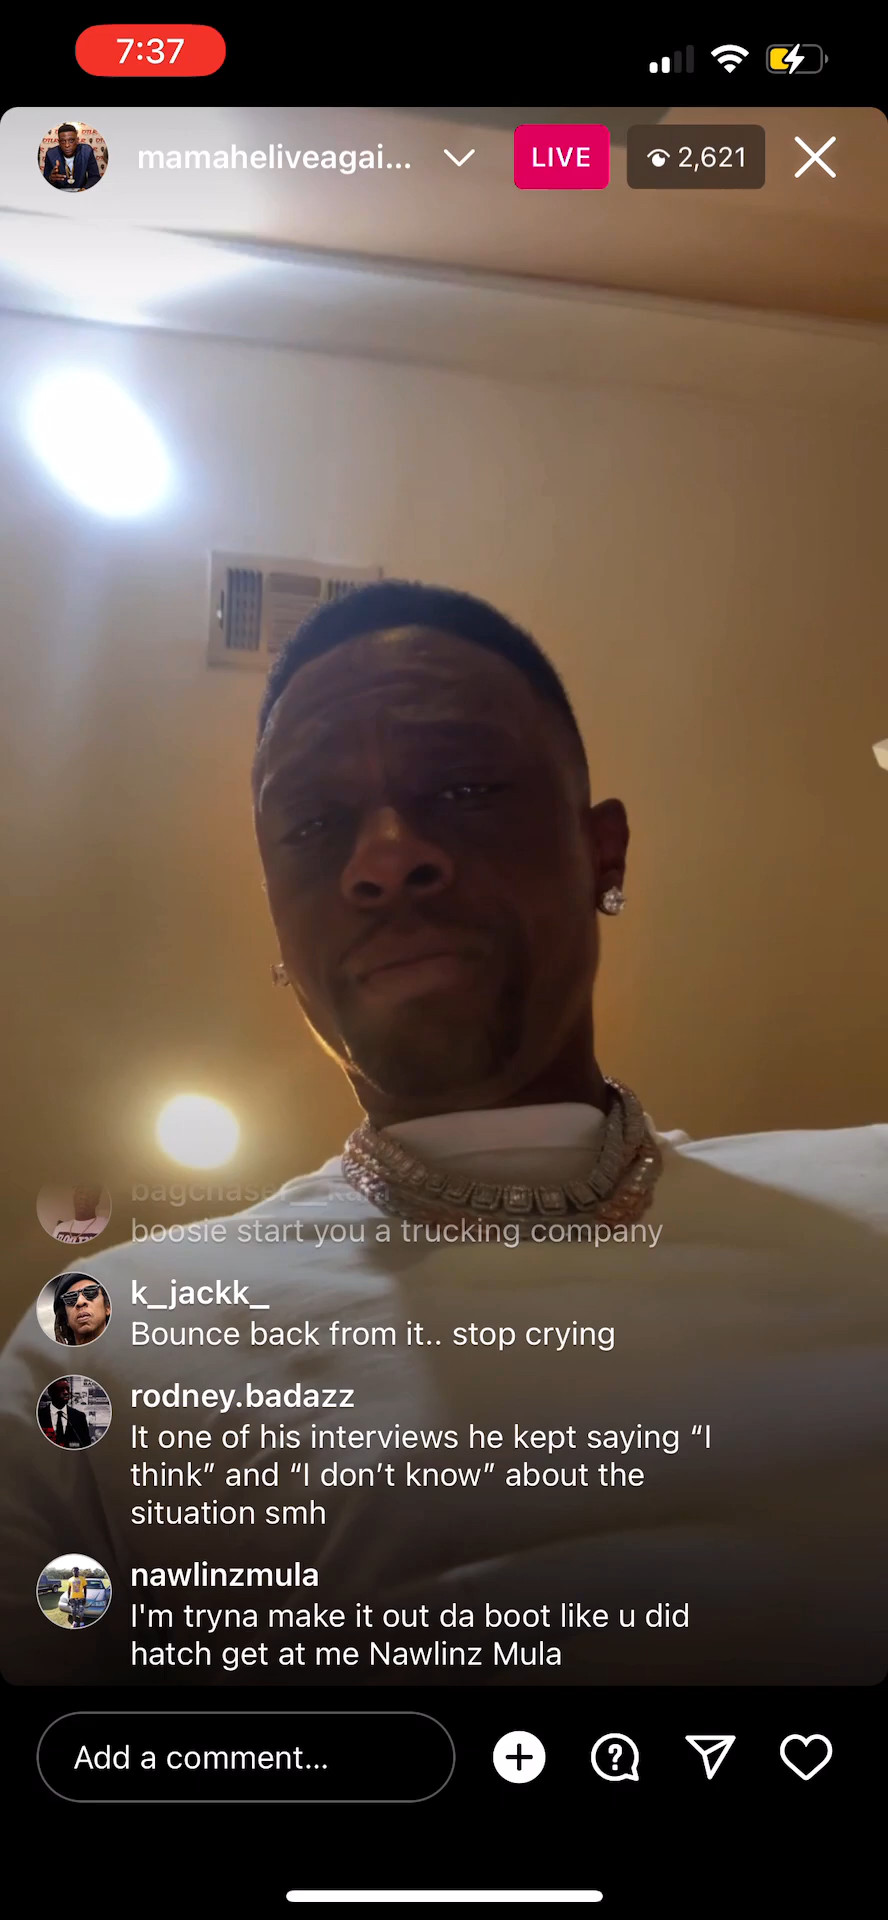 7:37
mamaheliveagai...
LIVE
2,621
boosie start you a trucking company
k_jackk_
Bounce back from it.. stop crying
rodney.badazz
It one of his interviews he kept saying “I
think” and “I don’t know” about the
situation smh
nawlinzmula
I'm tryna make it out da boot like u did
hatch get at me Nawlinz Mula
Add a comment...